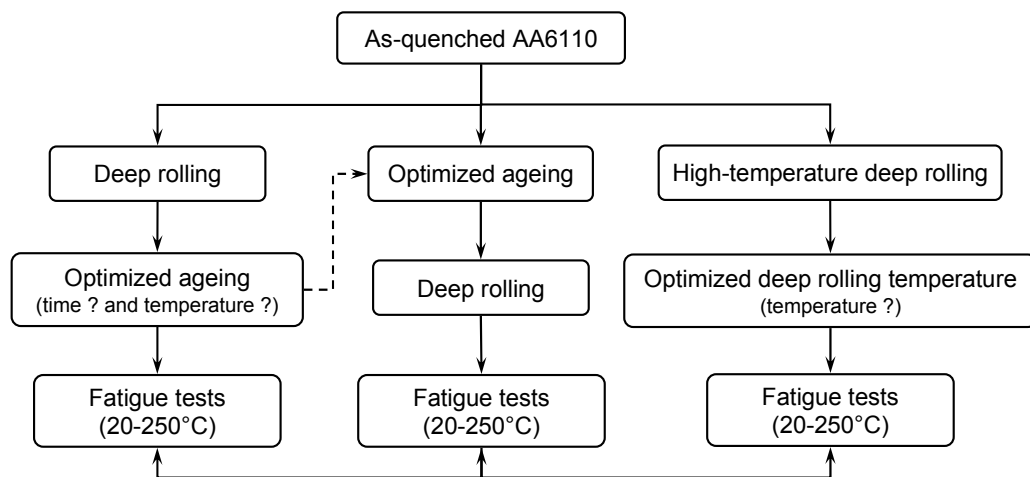 As-quenched AA6110
Deep rolling
Optimized ageing
High-temperature deep rolling
Optimized ageing
(time ? and temperature ?)
Deep rolling
Optimized deep rolling temperature
(temperature ?)
Fatigue tests
(20-250°C)
Fatigue tests
(20-250°C)
Fatigue tests
(20-250°C)